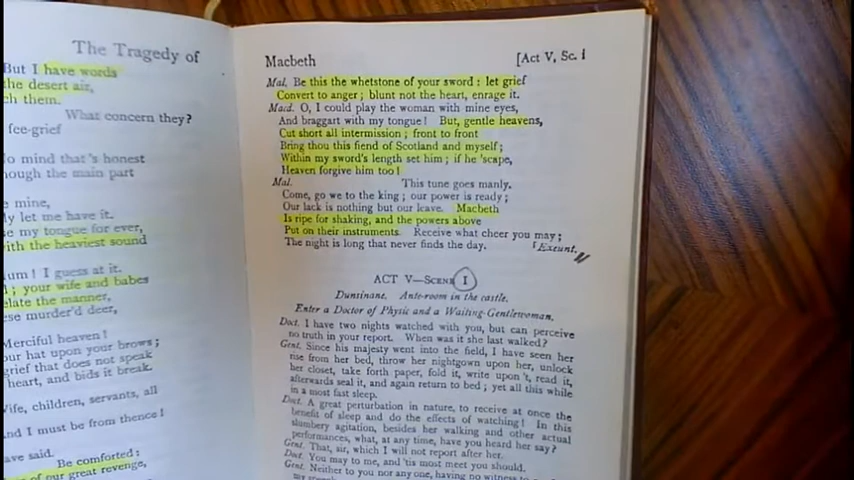 The Tragedy of
But I have words
the desert air,
ch them.
What concern they?
fee-grief
o mind that's honest
hough the main part
e mine,
ly let me have it.
se my tongue for ever,
with the heaviest sound
um! I guess at it.
; your wife and babes
elate the manner,
ese murder'd deer,
Merciful heaven!
our hat upon your brows;
grief that does not speak
heart, and bids it break.
Wife, children, servants, all
nd I must be from thence!
ave said.
Be comforted:
of our great revenge,
Macbeth [Act V, Sc. i
Mal. Be this the whetstone of your sword; let grief
Convert to anger; blunt not the heart, enrage it.
Macd. O, I could play the woman with mine eyes,
And braggart with my tongue! But, gentle heavens,
Cut short all intermission; front to front
Bring thou this fiend of Scotland and myself;
Within my sword's length set him; if he 'scape,
Heaven forgive him too!
Mal. This tune goes manly.
Come, go we to the king; our power is ready;
Our lack is nothing but our leave. Macbeth
Is ripe for shaking, and the powers above
Put on their instruments. Receive what cheer you may;
The night is long that never finds the day. [Exeunt.
ACT V—SCENE I
Dunsinane. Ante-room in the castle.
Enter a Doctor of Physic and a Waiting-Gentlewoman.
Doct. I have two nights watched with you, but can perceive
no truth in your report. When was it she last walked?
Gent. Since his majesty went into the field, I have seen her
rise from her bed, throw her nightgown upon her, unlock
her closet, take forth paper, fold it, write upon 't, read it,
afterwards seal it, and again return to bed; yet all this while
in a most fast sleep.
Doct. A great perturbation in nature, to receive at once the
benefit of sleep and do the effects of watching! In this
slumbery agitation, besides her walking and other actual
performances, what, at any time, have you heard her say?
Gent. That, sir, which I will not report after her.
Doct. You may to me, and 'tis most meet you should.
Gent. Neither to you nor any one, having no witness to
my